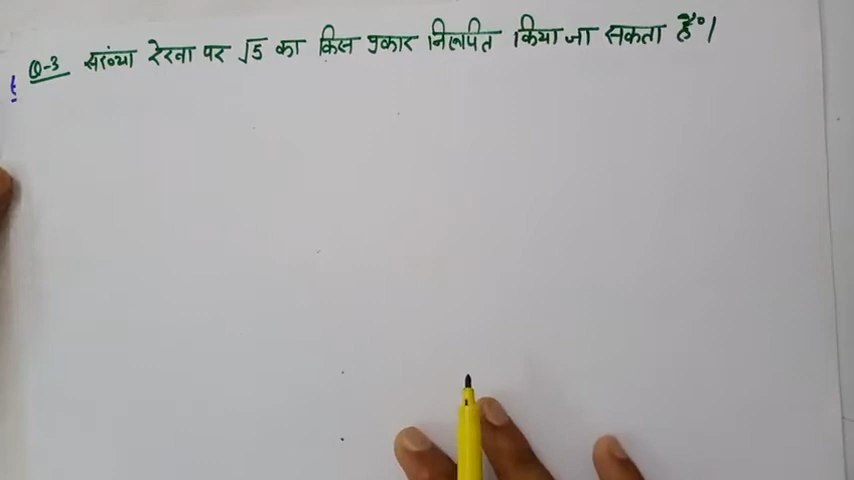 Q-3 संख्या रेखा पर √5 का किस प्रकार निरूपित किया जा सकता है।